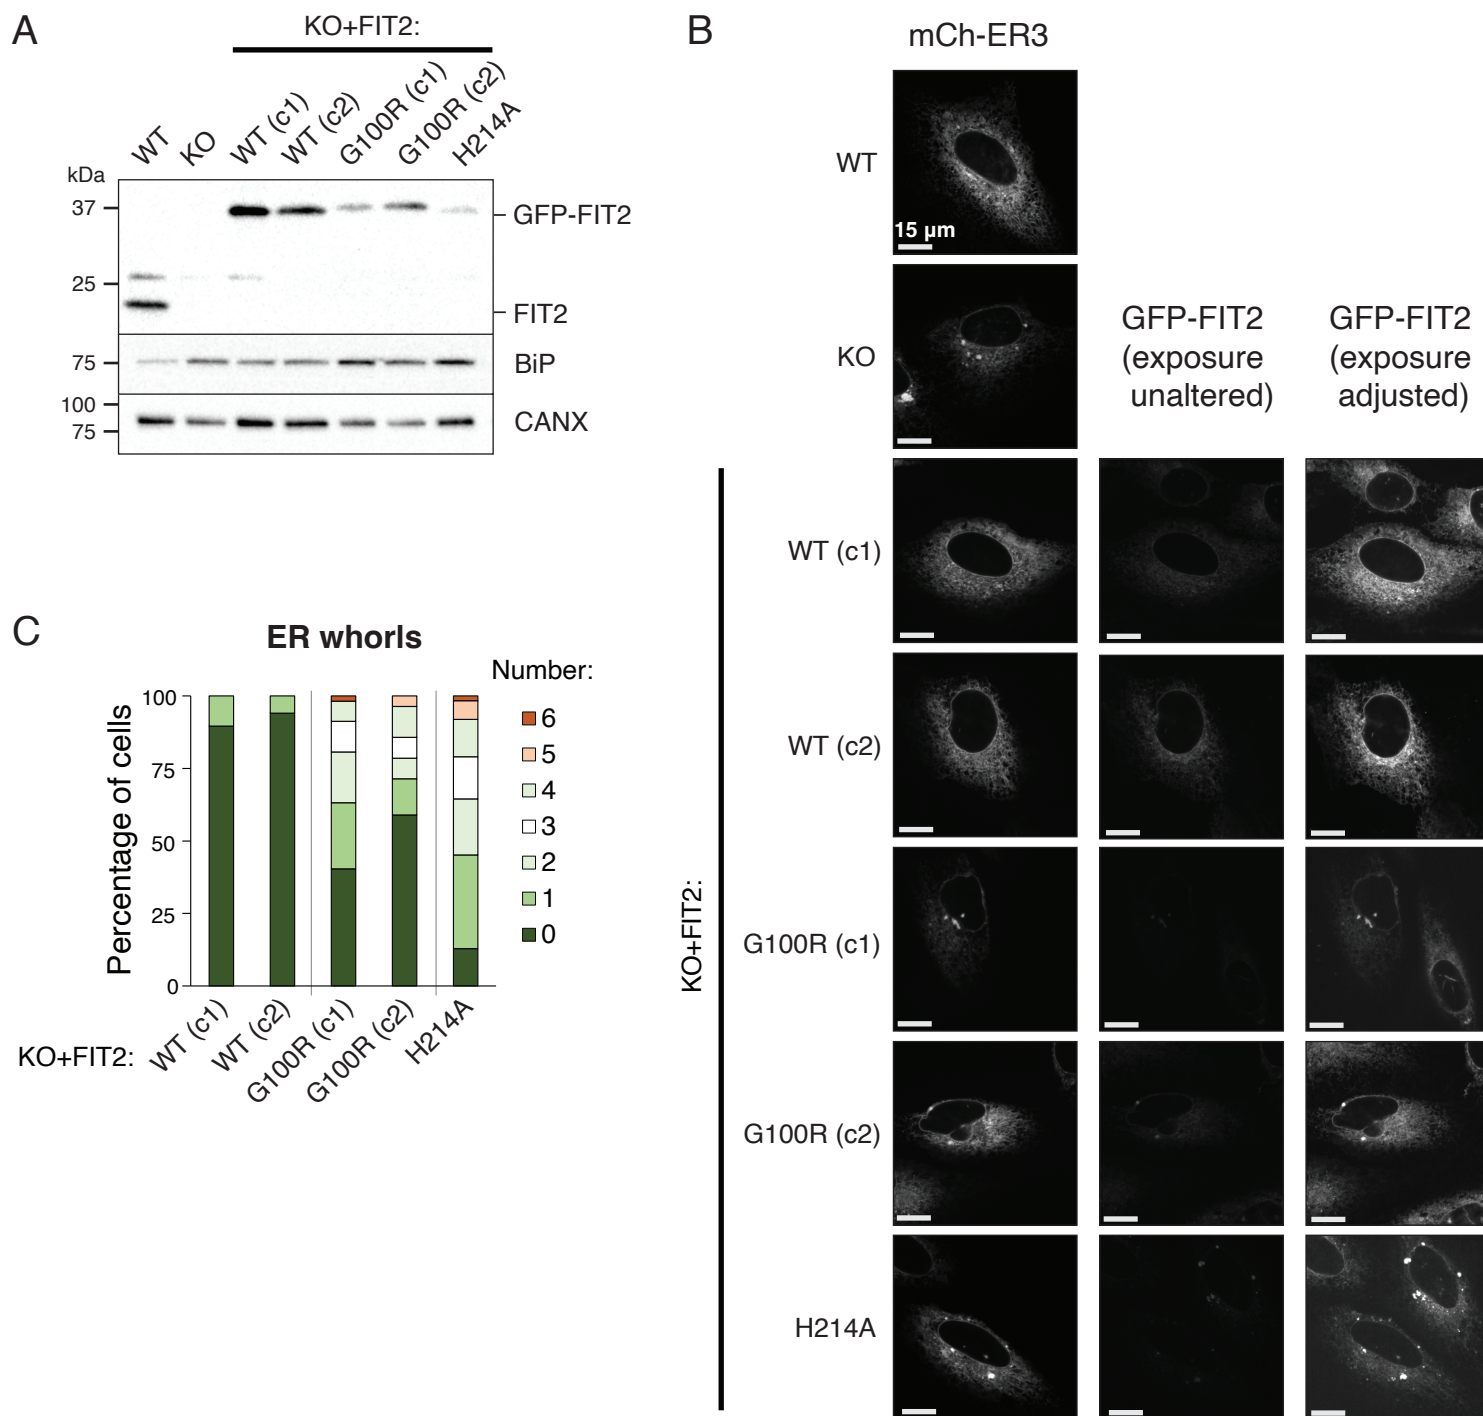 A
KO+FIT2:
WT
KO
WT (c1)
WT (c2)
G100R (c1)
G100R (c2)
H214A
kDa
37
25
75
100
75
GFP-FIT2
FIT2
BiP
CANX
B
mCh-ER3
WT
15 µm
KO
GFP-FIT2
(exposure
unaltered)
GFP-FIT2
(exposure
adjusted)
KO+FIT2:
WT (c1)
WT (c2)
G100R (c1)
G100R (c2)
H214A
C
ER whorls
Number:
6
5
4
3
2
1
0
Percentage of cells
100
75
50
25
0
KO+FIT2:
WT (c1)
WT (c2)
G100R (c1)
G100R (c2)
H214A